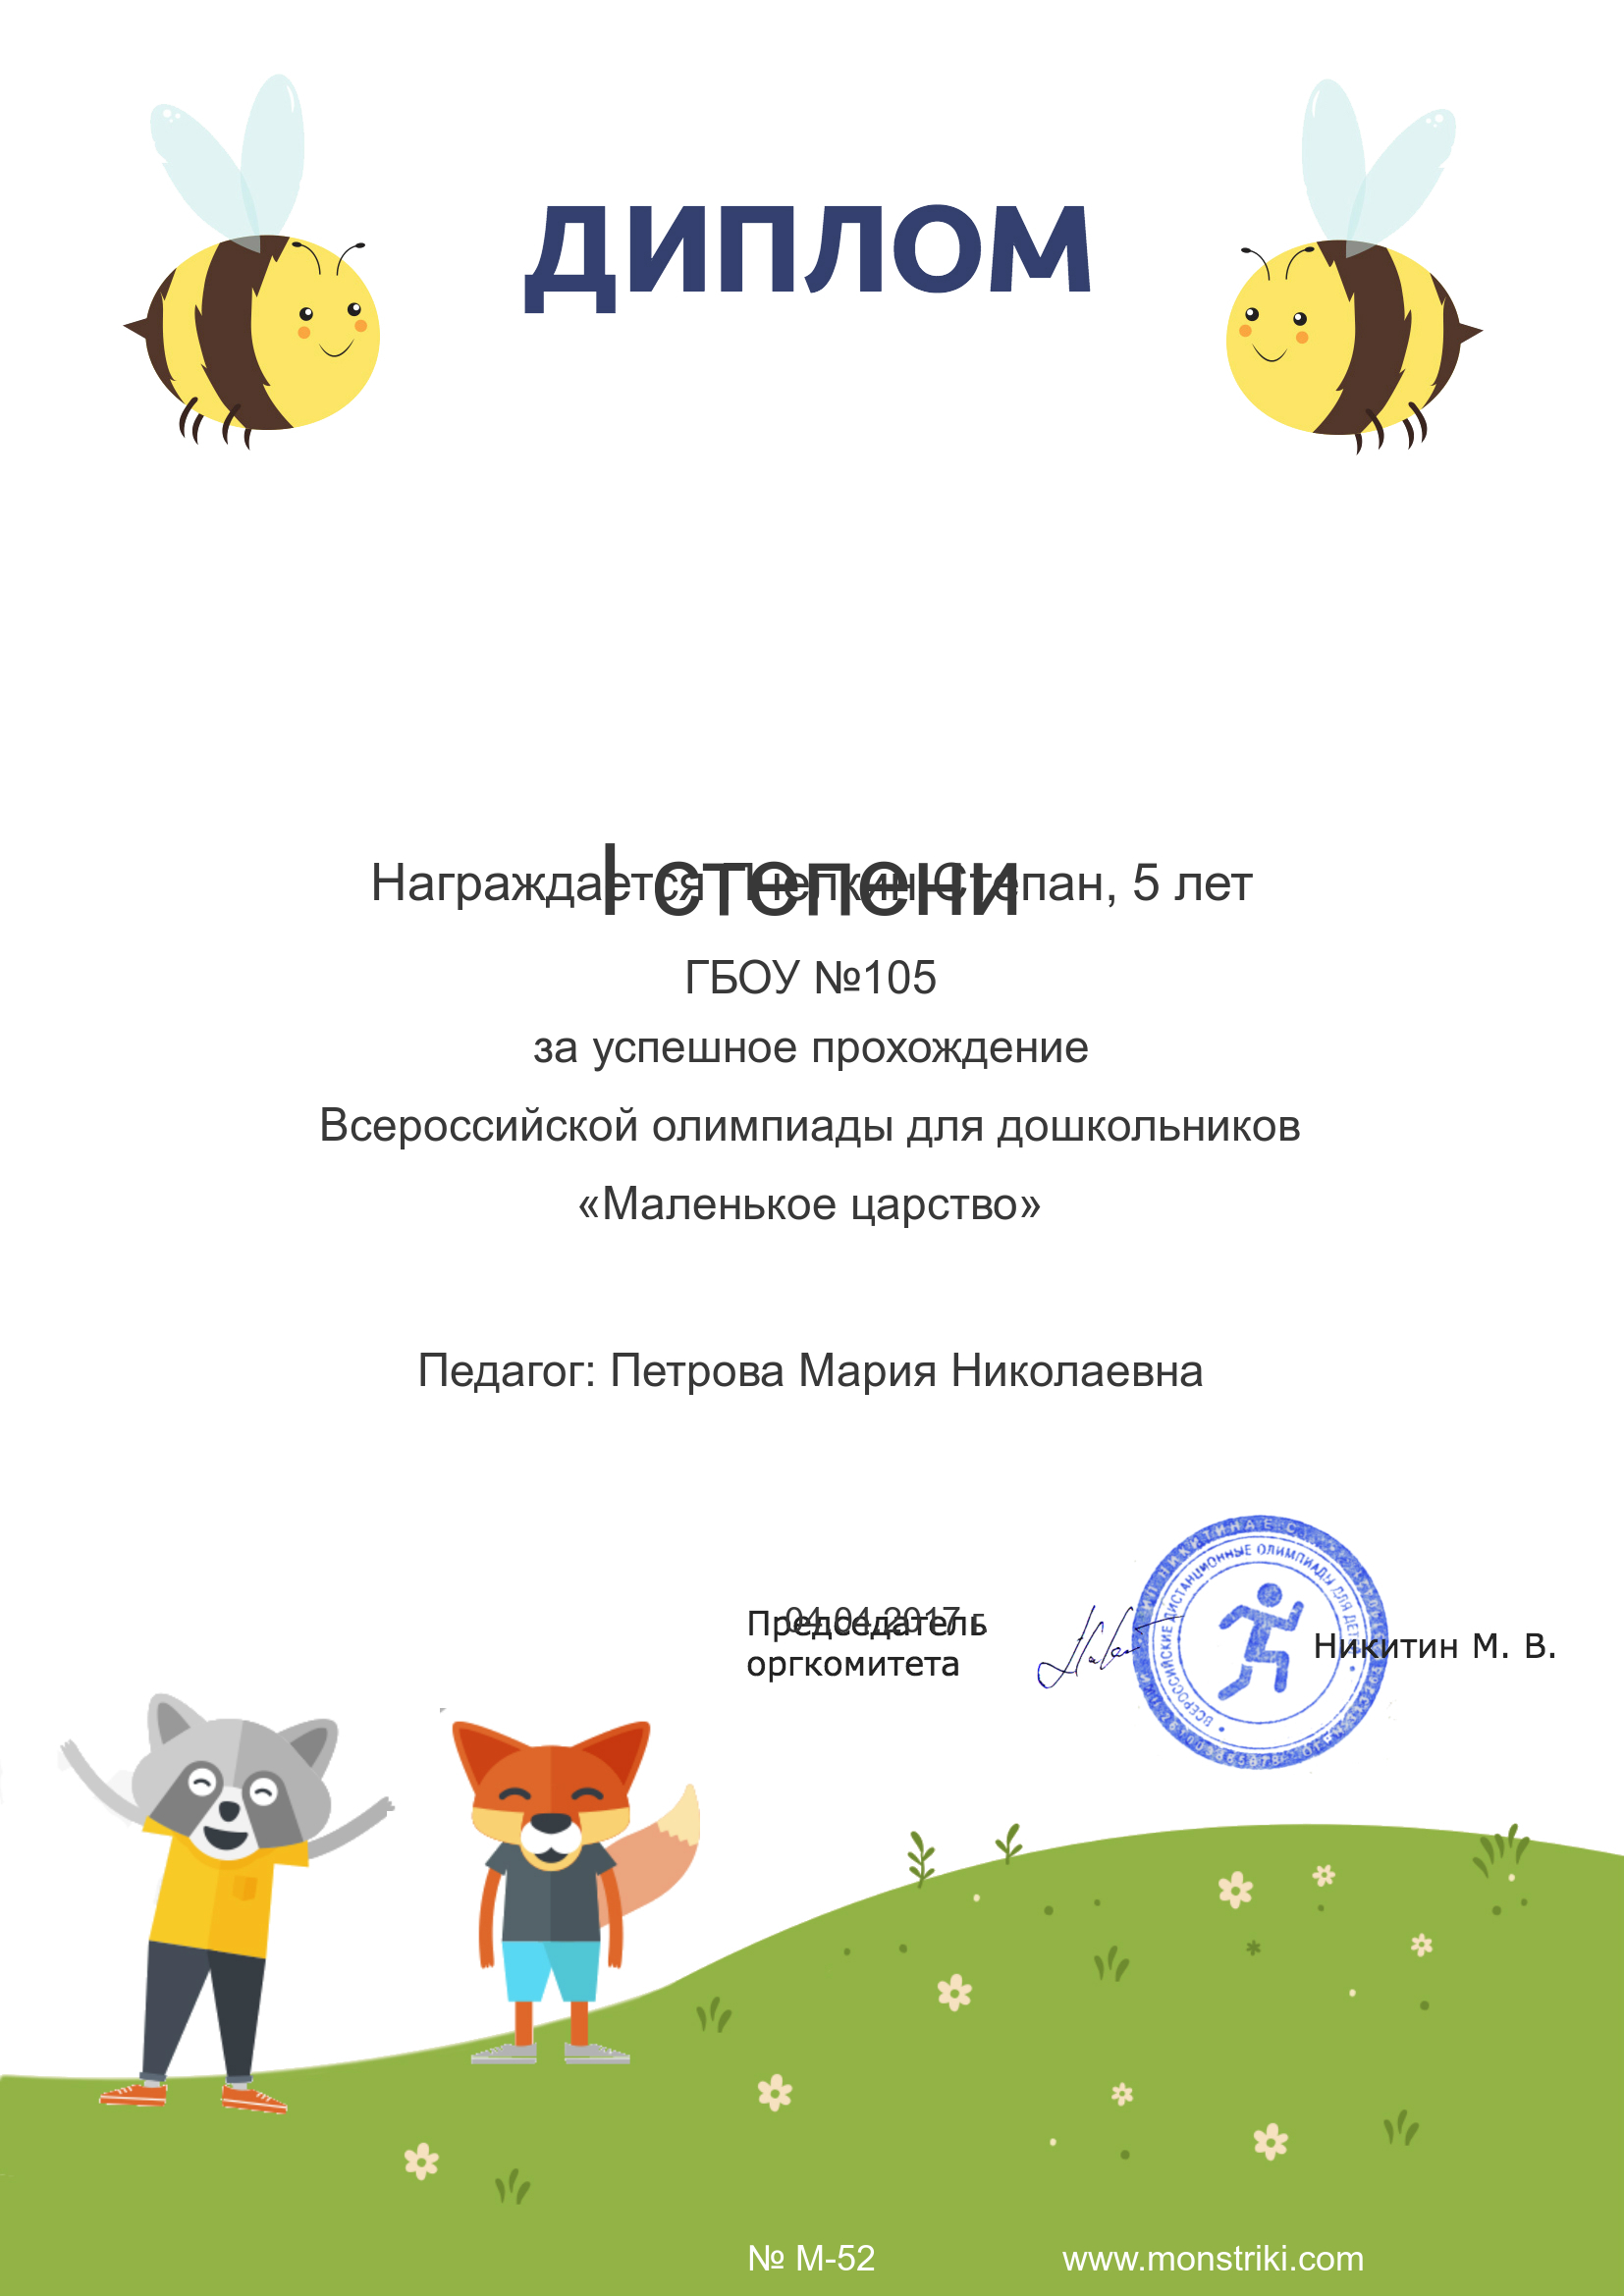 ДИПЛОМ
I степени
Награждается Пчелкин Степан, 5 лет
ГБОУ №105
за успешное прохождение
Всероссийской олимпиады для дошкольников
«Маленькое царство»
Педагог: Петрова Мария Николаевна
04.04.2017 г.
Председатель
оргкомитета
ВСЕРОССИЙСКИЕ ДИСТАНЦИОННЫЕ ОЛИМПИАДЫ ДЛЯ ДЕТЕЙ
Никитин М. В.
№ М-52
www.monstriki.com